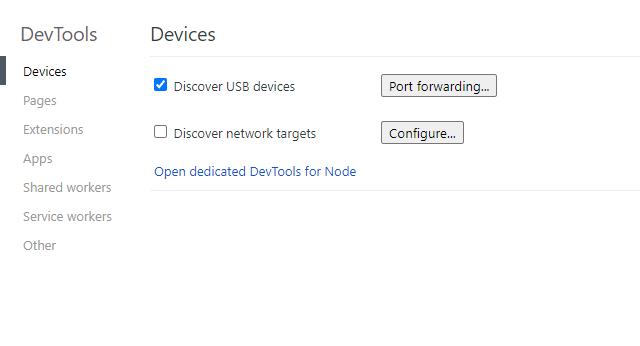 DevTools
Devices
Pages
Extensions
Apps
Shared workers
Service workers
Other
Devices
Discover USB devices
Port forwarding...
Discover network targets
Configure...
Open dedicated DevTools for Node